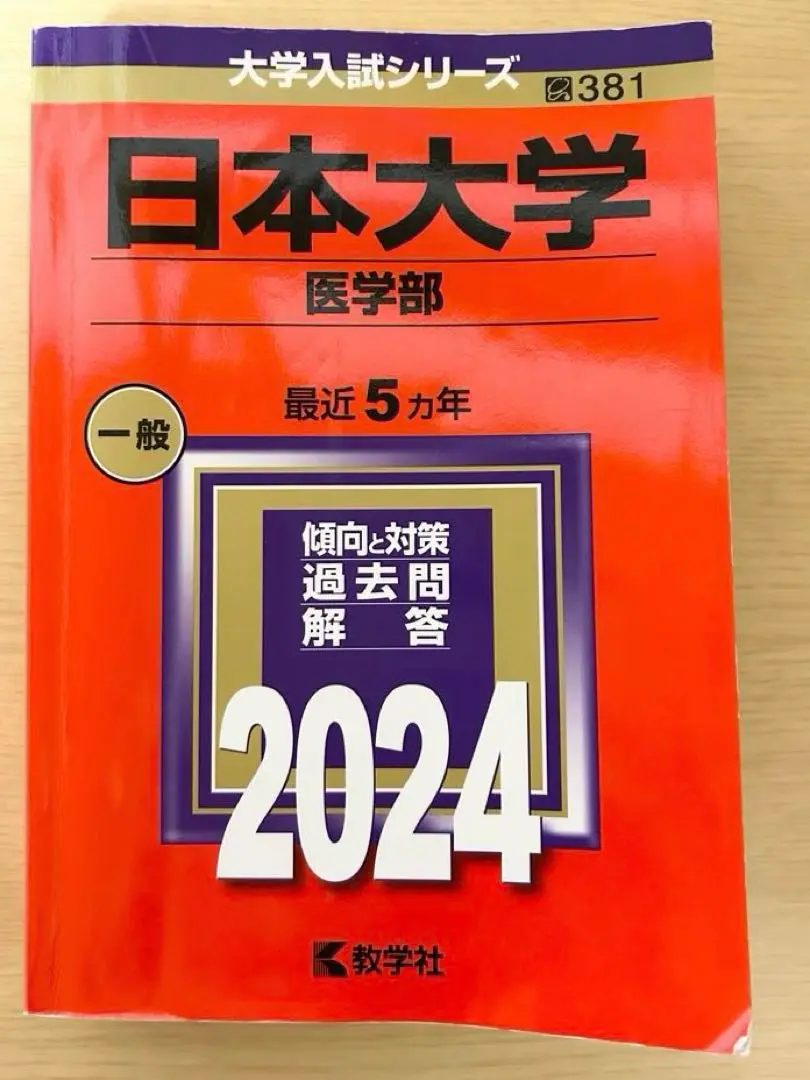 大学入試シリーズ
381
日本大学
医学部
最近5ヵ年
一般
傾向と対策
過去問
解答
2024
教学社